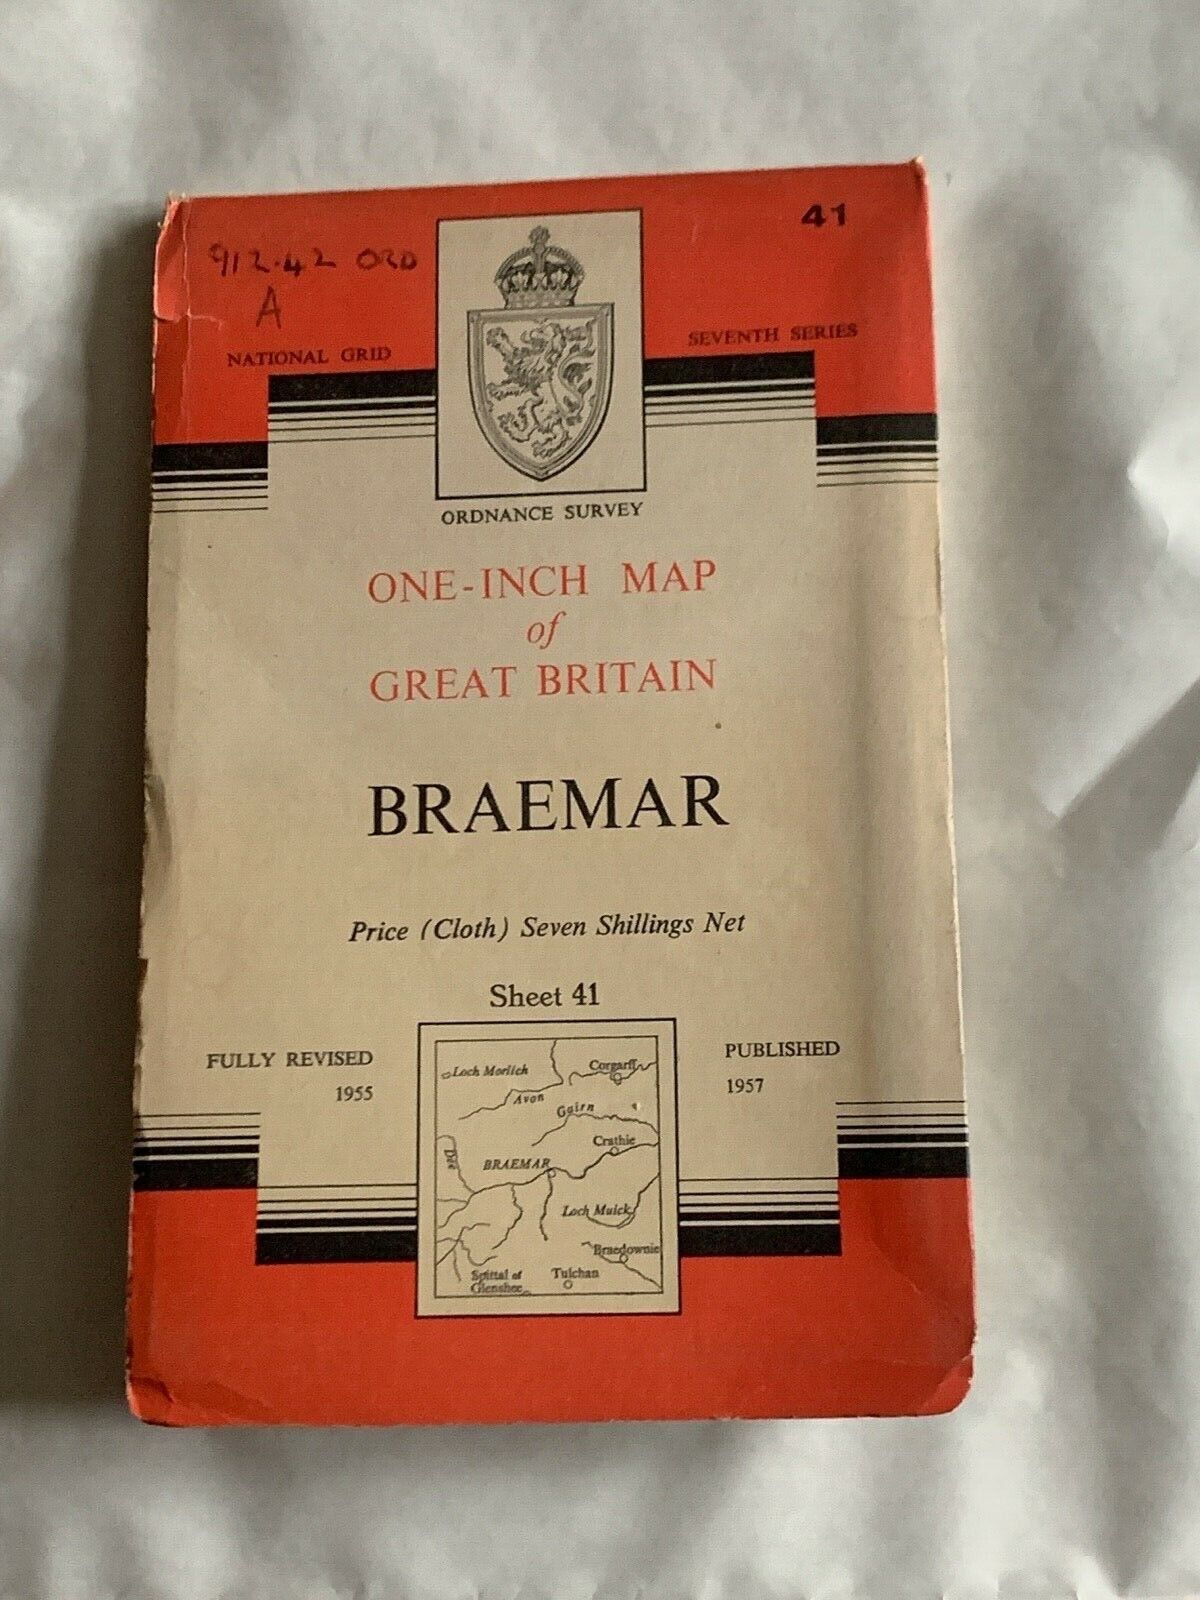 41
912.42 ORD
A
NATIONAL GRID
SEVENTH SERIES
ORDNANCE SURVEY
ONE-INCH MAP
of
GREAT BRITAIN
BRAEMAR
Price (Cloth) Seven Shillings Net
Sheet 41
FULLY REVISED
1955
PUBLISHED
1957
Loch Morlich
Corgarff
Avon
Gairn
Crathie
Dee
BRAEMAR
Loch Muick
Braedownie
Spittal of
Glenshee
Tulchan